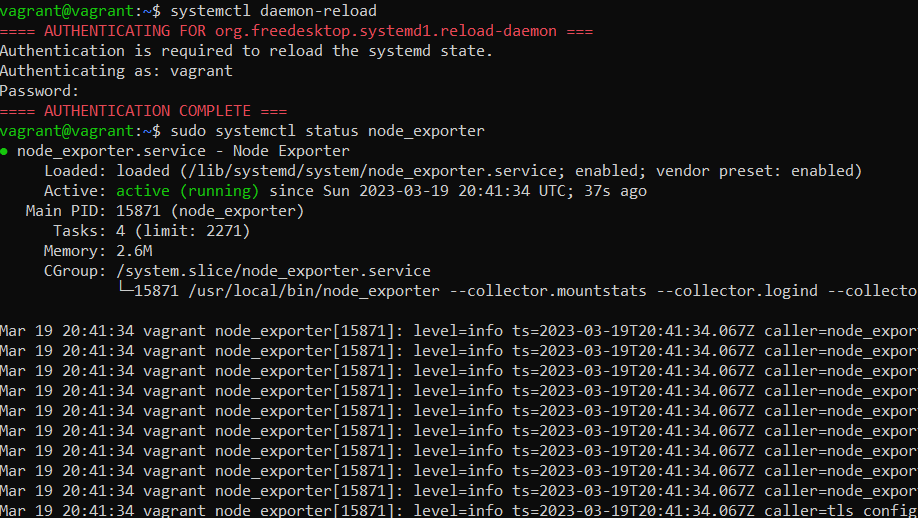 vagrant@vagrant:~$ systemctl daemon-reload
==== AUTHENTICATING FOR org.freedesktop.systemd1.reload-daemon ===
Authentication is required to reload the systemd state.
Authenticating as: vagrant
Password:
==== AUTHENTICATION COMPLETE ===
vagrant@vagrant:~$ sudo systemctl status node_exporter
● node_exporter.service - Node Exporter
     Loaded: loaded (/lib/systemd/system/node_exporter.service; enabled; vendor preset: enabled)
     Active: active (running) since Sun 2023-03-19 20:41:34 UTC; 37s ago
   Main PID: 15871 (node_exporter)
      Tasks: 4 (limit: 2271)
     Memory: 2.6M
     CGroup: /system.slice/node_exporter.service
             └─15871 /usr/local/bin/node_exporter --collector.mountstats --collector.logind --collecto
Mar 19 20:41:34 vagrant node_exporter[15871]: level=info ts=2023-03-19T20:41:34.067Z caller=node_expor
Mar 19 20:41:34 vagrant node_exporter[15871]: level=info ts=2023-03-19T20:41:34.067Z caller=node_expor
Mar 19 20:41:34 vagrant node_exporter[15871]: level=info ts=2023-03-19T20:41:34.067Z caller=node_expor
Mar 19 20:41:34 vagrant node_exporter[15871]: level=info ts=2023-03-19T20:41:34.067Z caller=node_expor
Mar 19 20:41:34 vagrant node_exporter[15871]: level=info ts=2023-03-19T20:41:34.067Z caller=node_expor
Mar 19 20:41:34 vagrant node_exporter[15871]: level=info ts=2023-03-19T20:41:34.067Z caller=node_expor
Mar 19 20:41:34 vagrant node_exporter[15871]: level=info ts=2023-03-19T20:41:34.067Z caller=node_expor
Mar 19 20:41:34 vagrant node_exporter[15871]: level=info ts=2023-03-19T20:41:34.067Z caller=node_expor
Mar 19 20:41:34 vagrant node_exporter[15871]: level=info ts=2023-03-19T20:41:34.067Z caller=node_expor
Mar 19 20:41:34 vagrant node_exporter[15871]: level=info ts=2023-03-19T20:41:34.067Z caller=tls_config